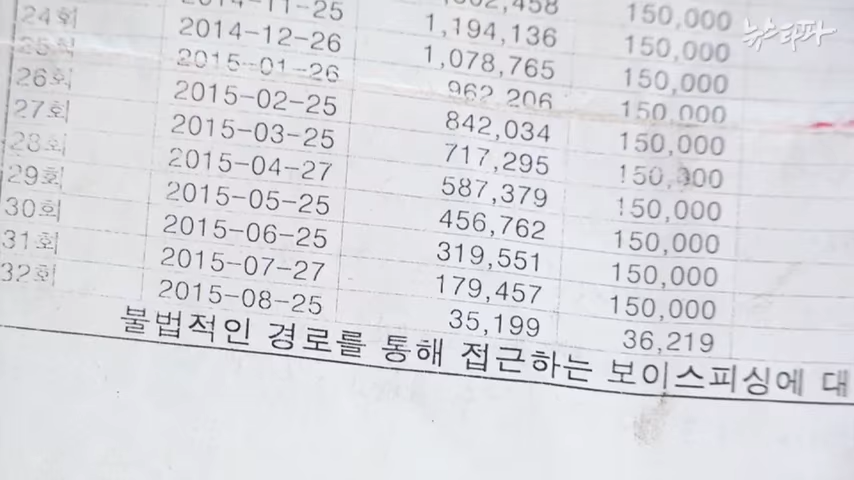 150,000
뉴스타파
2014-11-25 1,194,136 150,000
24회 2014-12-26 1,078,765 150,000
25회 2015-01-26 962,206 150,000
26회 2015-02-25 842,034 150,000
27회 2015-03-25 717,295
28회 2015-04-27 587,379 150,000
29회 2015-05-25 456,762 150,000
30회 2015-06-25 319,551 150,000
31회 2015-07-27 179,457 150,000
32회 2015-08-25 35,199 36,219
불법적인 경로를 통해 접근하는 보이스피싱에 대